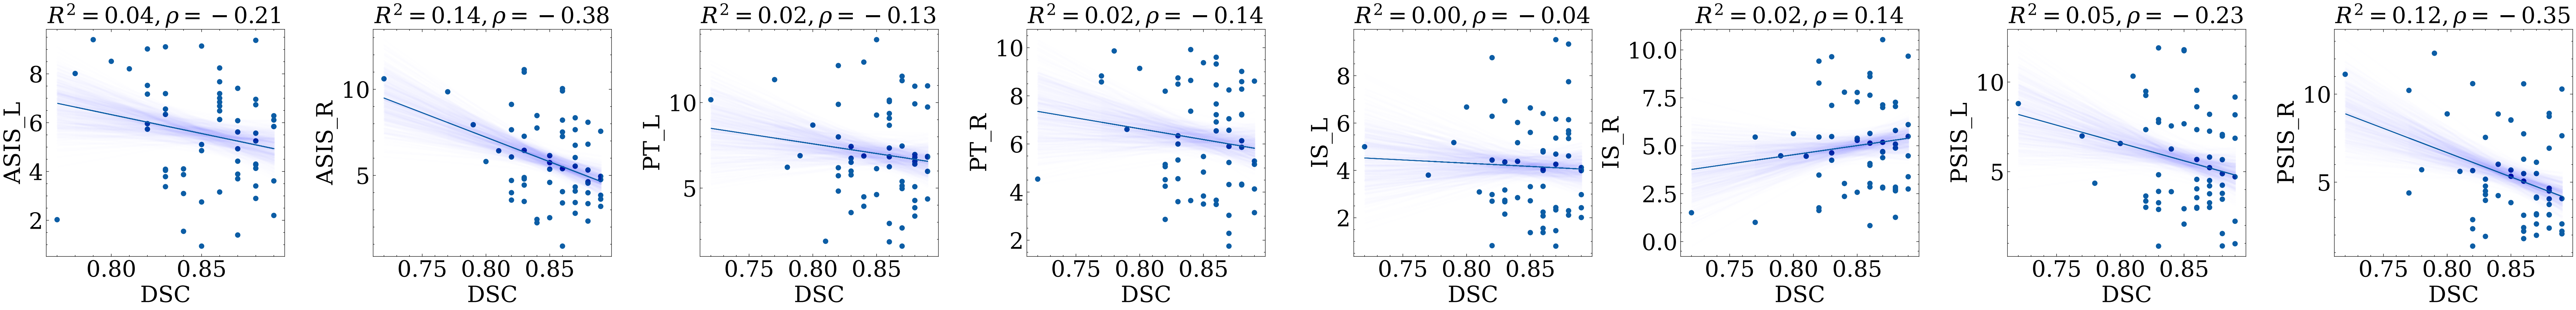 R² = 0.04, ρ = −0.21
8
6
4
2
ASIS_L
0.80 0.85
DSC
R² = 0.14, ρ = −0.38
10
5
ASIS_R
0.75 0.80 0.85
DSC
R² = 0.02, ρ = −0.13
10
5
PT_L
0.75 0.80 0.85
DSC
R² = 0.02, ρ = −0.14
10
8
6
4
2
PT_R
0.75 0.80 0.85
DSC
R² = 0.00, ρ = −0.04
8
6
4
2
IS_L
0.75 0.80 0.85
DSC
R² = 0.02, ρ = 0.14
10.0
7.5
5.0
2.5
0.0
IS_R
0.75 0.80 0.85
DSC
R² = 0.05, ρ = −0.23
10
5
PSIS_L
0.75 0.80 0.85
DSC
R² = 0.12, ρ = −0.35
10
5
PSIS_R
0.75 0.80 0.85
DSC